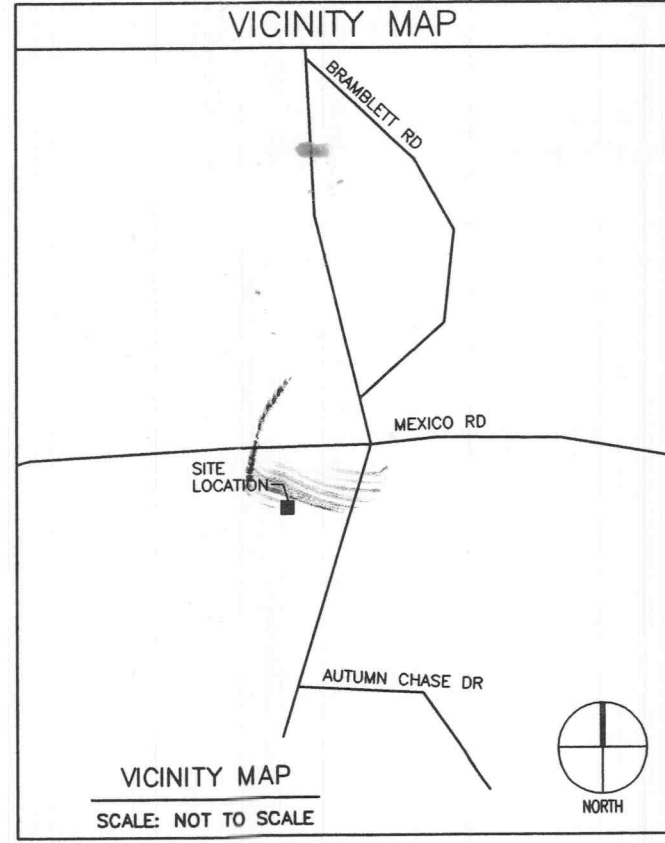 VICINITY MAP
BRAMBLETT RD
MEXICO RD
SITE
LOCATION
AUTUMN CHASE DR
VICINITY MAP
SCALE: NOT TO SCALE
NORTH